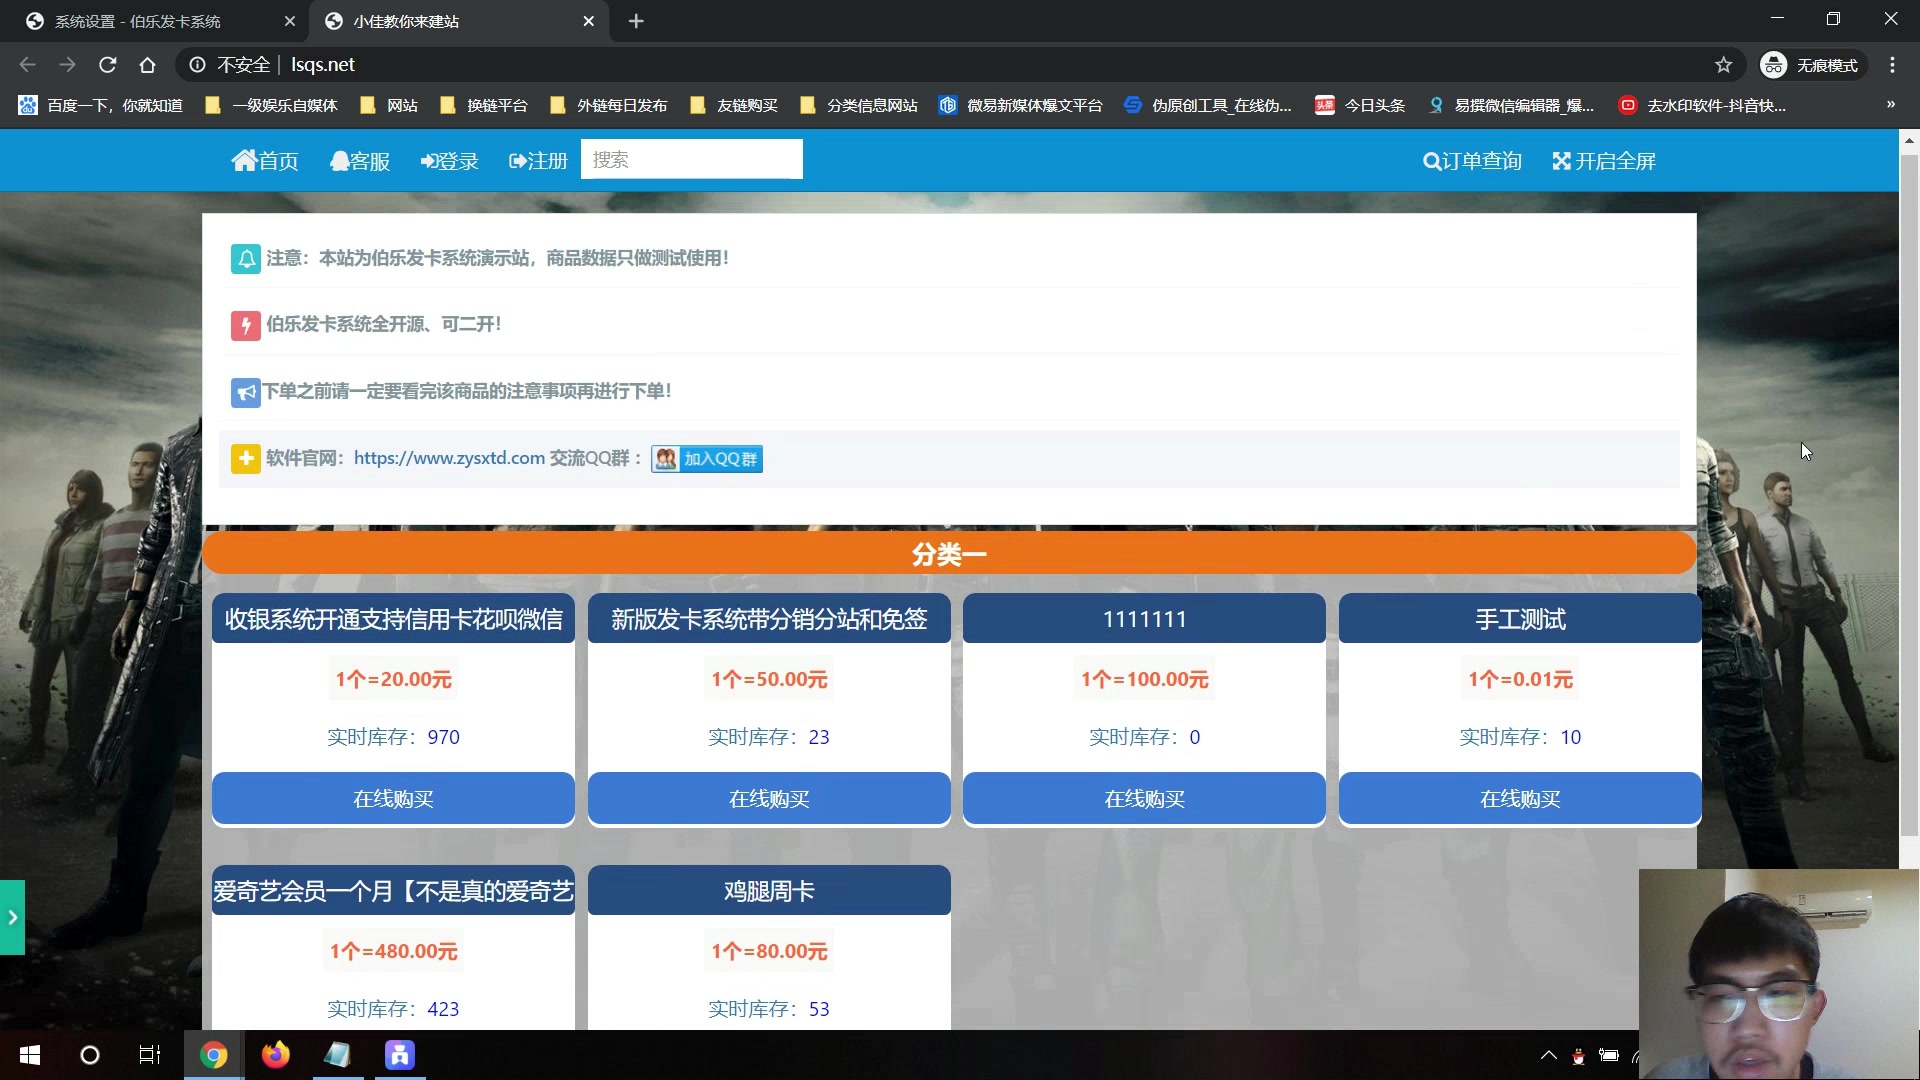 系统设置 - 伯乐发卡系统
小佳教你来建站
不安全
lsqs.net
无痕模式
百度一下，你就知道
一级娱乐自媒体
网站
换链平台
外链每日发布
友链购买
分类信息网站
微易新媒体爆文平台
伪原创工具_在线伪...
头条
今日头条
易撰微信编辑器_爆...
去水印软件-抖音快...
»
首页
客服
登录
注册
搜索
订单查询
开启全屏
注意：本站为伯乐发卡系统演示站，商品数据只做测试使用！
伯乐发卡系统全开源、可二开！
下单之前请一定要看完该商品的注意事项再进行下单！
软件官网：https://www.zysxtd.com 交流QQ群： 加入QQ群
分类一
收银系统开通支持信用卡花呗微信
1个=20.00元
实时库存：970
在线购买
新版发卡系统带分销分站和免签
1个=50.00元
实时库存：23
在线购买
1111111
1个=100.00元
实时库存：0
在线购买
手工测试
1个=0.01元
实时库存：10
在线购买
爱奇艺会员一个月【不是真的爱奇艺
1个=480.00元
实时库存：423
鸡腿周卡
1个=80.00元
实时库存：53